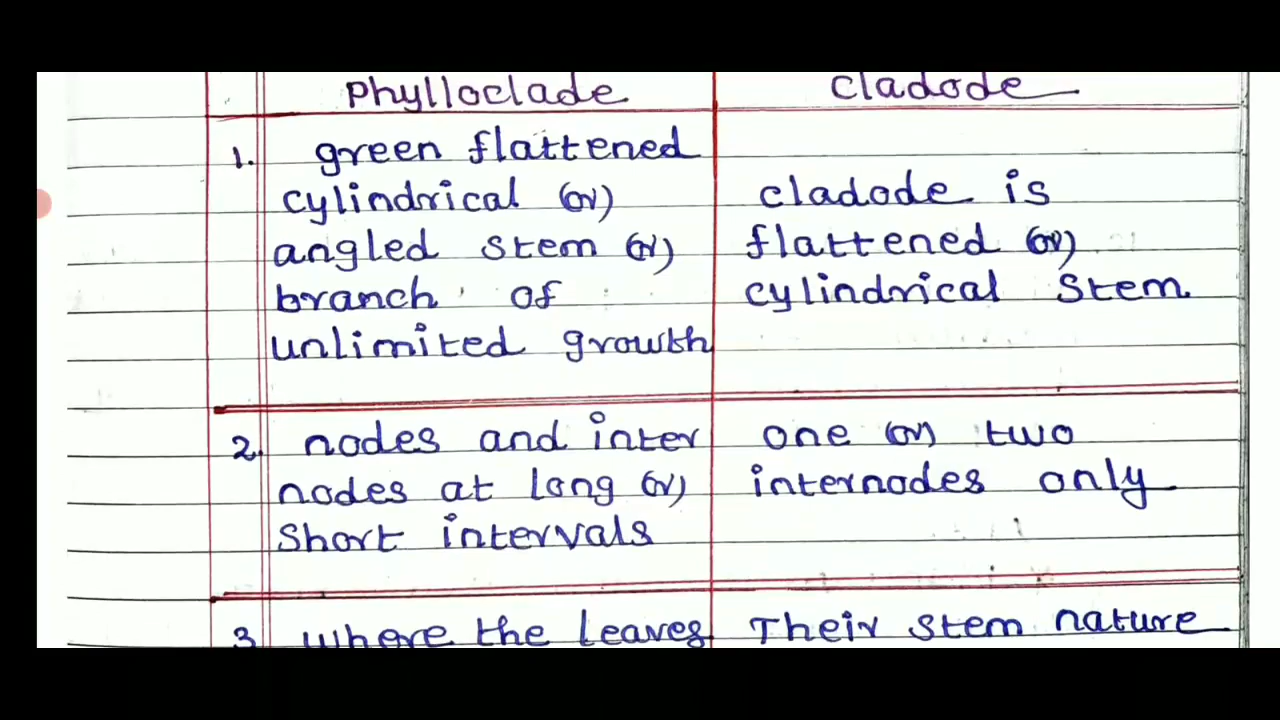 Phylloclade
Cladode
1. green flattened
cylindrical (or)
angled stem (or)
branch of
unlimited growth
cladode is
flattened (or)
cylindrical stem
2. nodes and inter
nodes at long (or)
short intervals
one (or) two
internodes only
3 where the leaves
Their stem nature